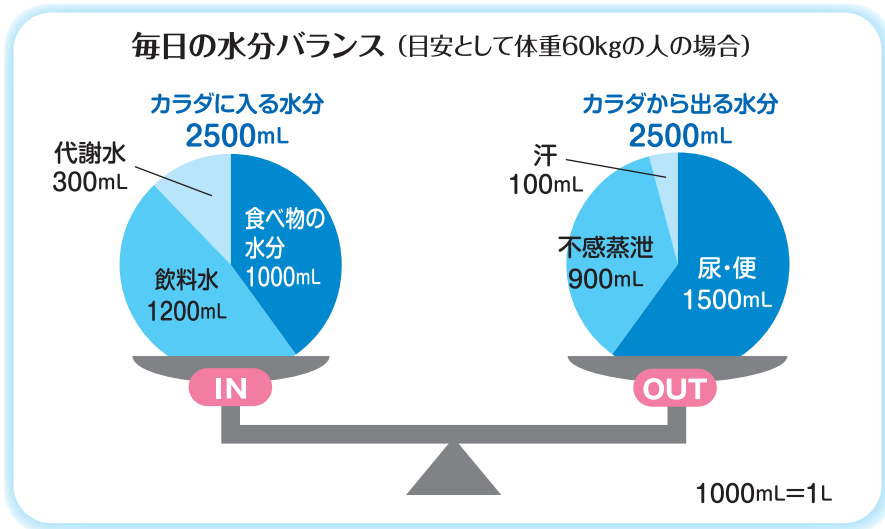 毎日の水分バランス（目安として体重60kgの人の場合）
カラダに入る水分
2500mL
代謝水
300mL
食べ物の
水分
1000mL
飲料水
1200mL
IN
カラダから出る水分
2500mL
汗
100mL
不感蒸泄
900mL
尿・便
1500mL
OUT
1000mL=1L